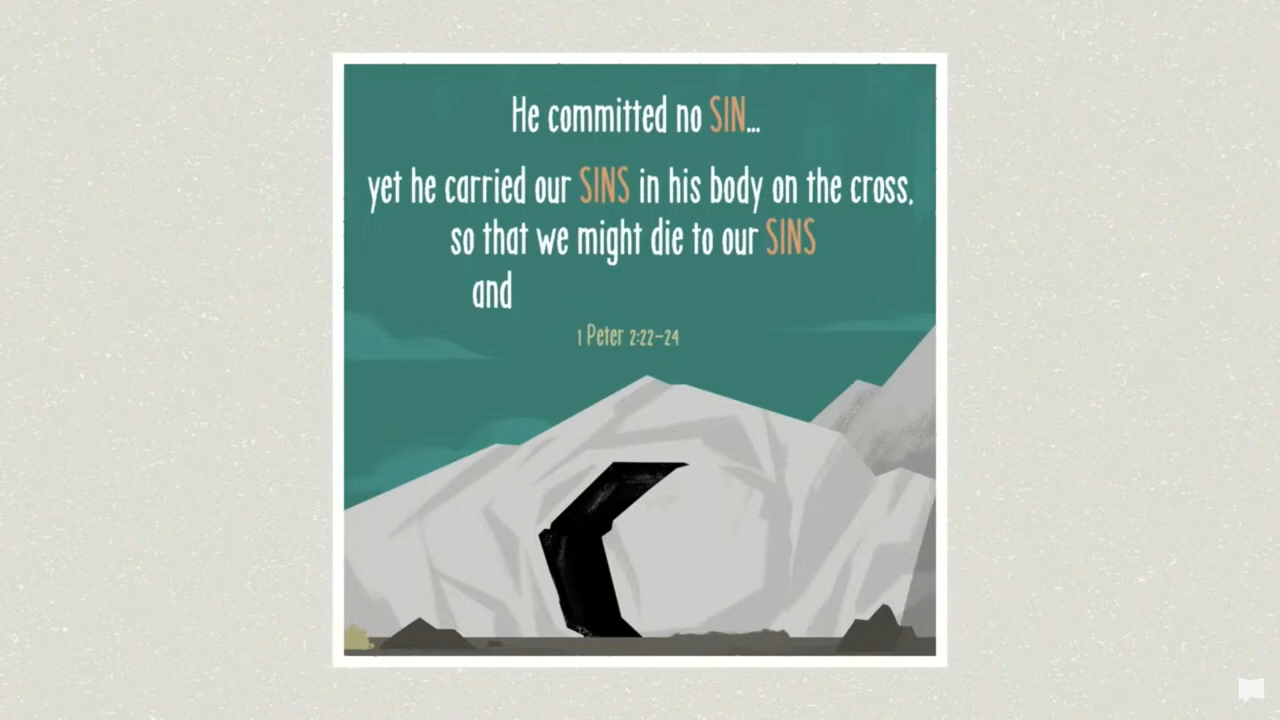 He committed no SIN...
yet he carried our SINS in his body on the cross,
so that we might die to our SINS
and
1 Peter 2:22–24